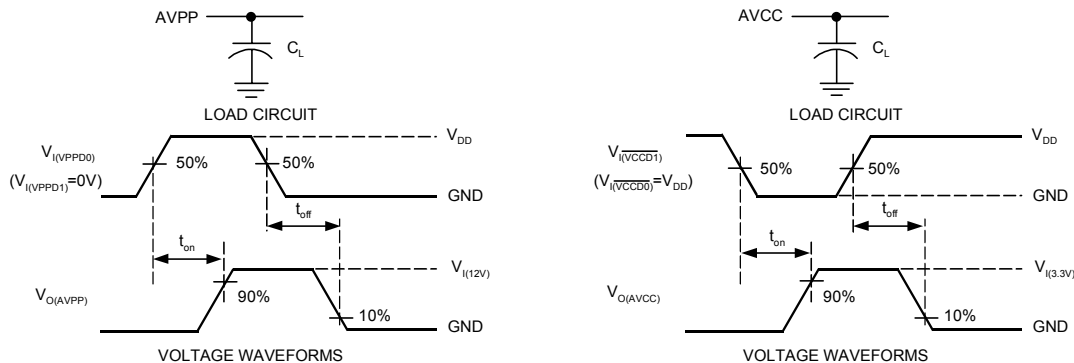 AVPP
C_L
LOAD CIRCUIT
V_I(VPPD0)
(V_I(VPPD1)=0V)
50%
50%
V_DD
GND
t_on
t_off
V_O(AVPP)
90%
10%
V_I(12V)
GND
VOLTAGE WAVEFORMS
AVCC
C_L
LOAD CIRCUIT
V_I(V̅C̅C̅D̅1̅)
(V_I(V̅C̅C̅D̅0̅)=V_DD)
50%
50%
V_DD
GND
t_on
t_off
V_O(AVCC)
90%
10%
V_I(3.3V)
GND
VOLTAGE WAVEFORMS